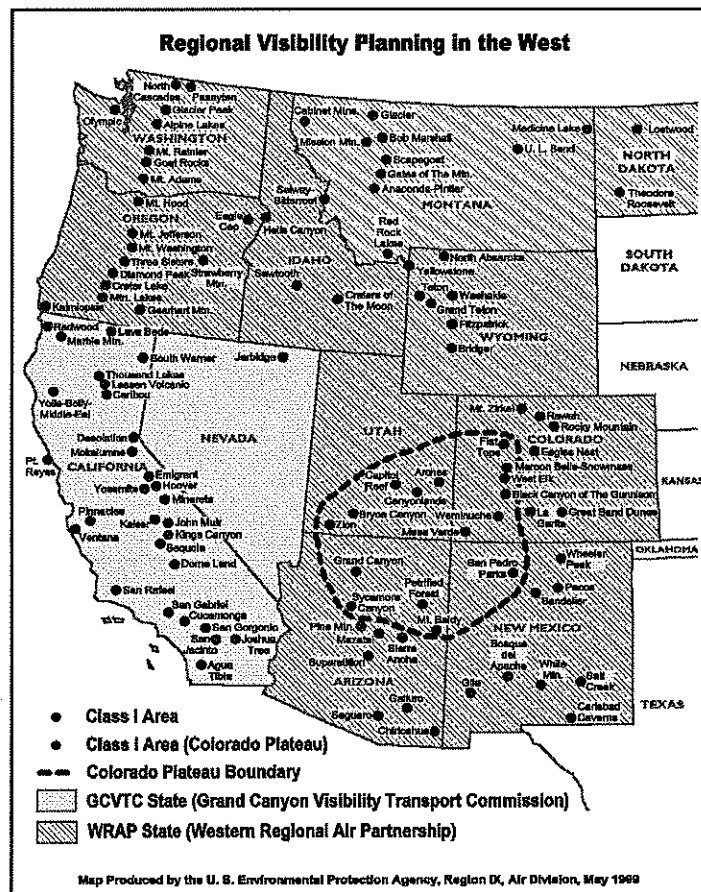 Regional Visibility Planning in the West
North
Cascades
Pasayten
Glacier Peak
Olympic
Alpine Lakes
WASHINGTON
Mt. Rainier
Goat Rocks
Mt. Adams
Cabinet Mtns.
Glacier
Mission Mtn.
Bob Marshall
Medicine Lake
Lostwood
U. L. Bend
NORTH
DAKOTA
Scapegoat
Gates of The Mtn.
Anaconda-Pintler
Theodore
Roosevelt
Selway-
Bitterroot
MONTANA
Mt. Hood
Eagle
Cap
Hells Canyon
OREGON
Mt. Jefferson
Mt. Washington
Three Sisters
Strawberry
Mtn.
Diamond Peak
Crater Lake
Mtn. Lakes
Kalmiopsis
Gearhart Mtn.
Red
Rock
Lakes
North Absaroka
Yellowstone
SOUTH
DAKOTA
IDAHO
Sawtooth
Craters of
The Moon
Teton
Washakie
Grand Teton
Fitzpatrick
WYOMING
Bridger
Redwood
Marble Mtn.
Lava Beds
South Warner
Jarbidge
NEBRASKA
Thousand Lakes
Lassen Volcanic
Caribou
Yolla-Bolly-
Middle-Eel
NEVADA
UTAH
Mt. Zirkel
Rawah
Rocky Mountain
Flat
Tops
COLORADO
Eagles Nest
Maroon Bells-Snowmass
West Elk
KANSAS
Desolation
Mokelumne
Pt.
Reyes
CALIFORNIA
Emigrant
Hoover
Yosemite
Minarets
Capitol
Reef
Arches
Canyonlands
Black Canyon of The Gunnison
Bryce Canyon
Weminuche
La
Garita
Great Sand Dunes
Zion
Mesa Verde
Pinnacles
Ventana
Kaiser
John Muir
Kings Canyon
Sequoia
Dome Land
OKLAHOMA
Grand Canyon
San Pedro
Parks
Wheeler
Peak
Petrified
Forest
Pecos
Bandelier
Sycamore
Canyon
Mt. Baldy
NEW MEXICO
San Rafael
San Gabriel
Cucamonga
San Gorgonio
San
Jacinto
Joshua
Tree
Agua
Tibia
Pine Mtn.
Mazatzal
Sierra
Ancha
Superstition
ARIZONA
Bosque
del
Apache
White Mtn.
Salt
Creek
Gila
Carlsbad
Caverns
TEXAS
Galiuro
Saguaro
Chiricahua
Class I Area
Class I Area (Colorado Plateau)
Colorado Plateau Boundary
GCVTC State (Grand Canyon Visibility Transport Commission)
WRAP State (Western Regional Air Partnership)
Map Produced by the U. S. Environmental Protection Agency, Region IX, Air Division, May 1999